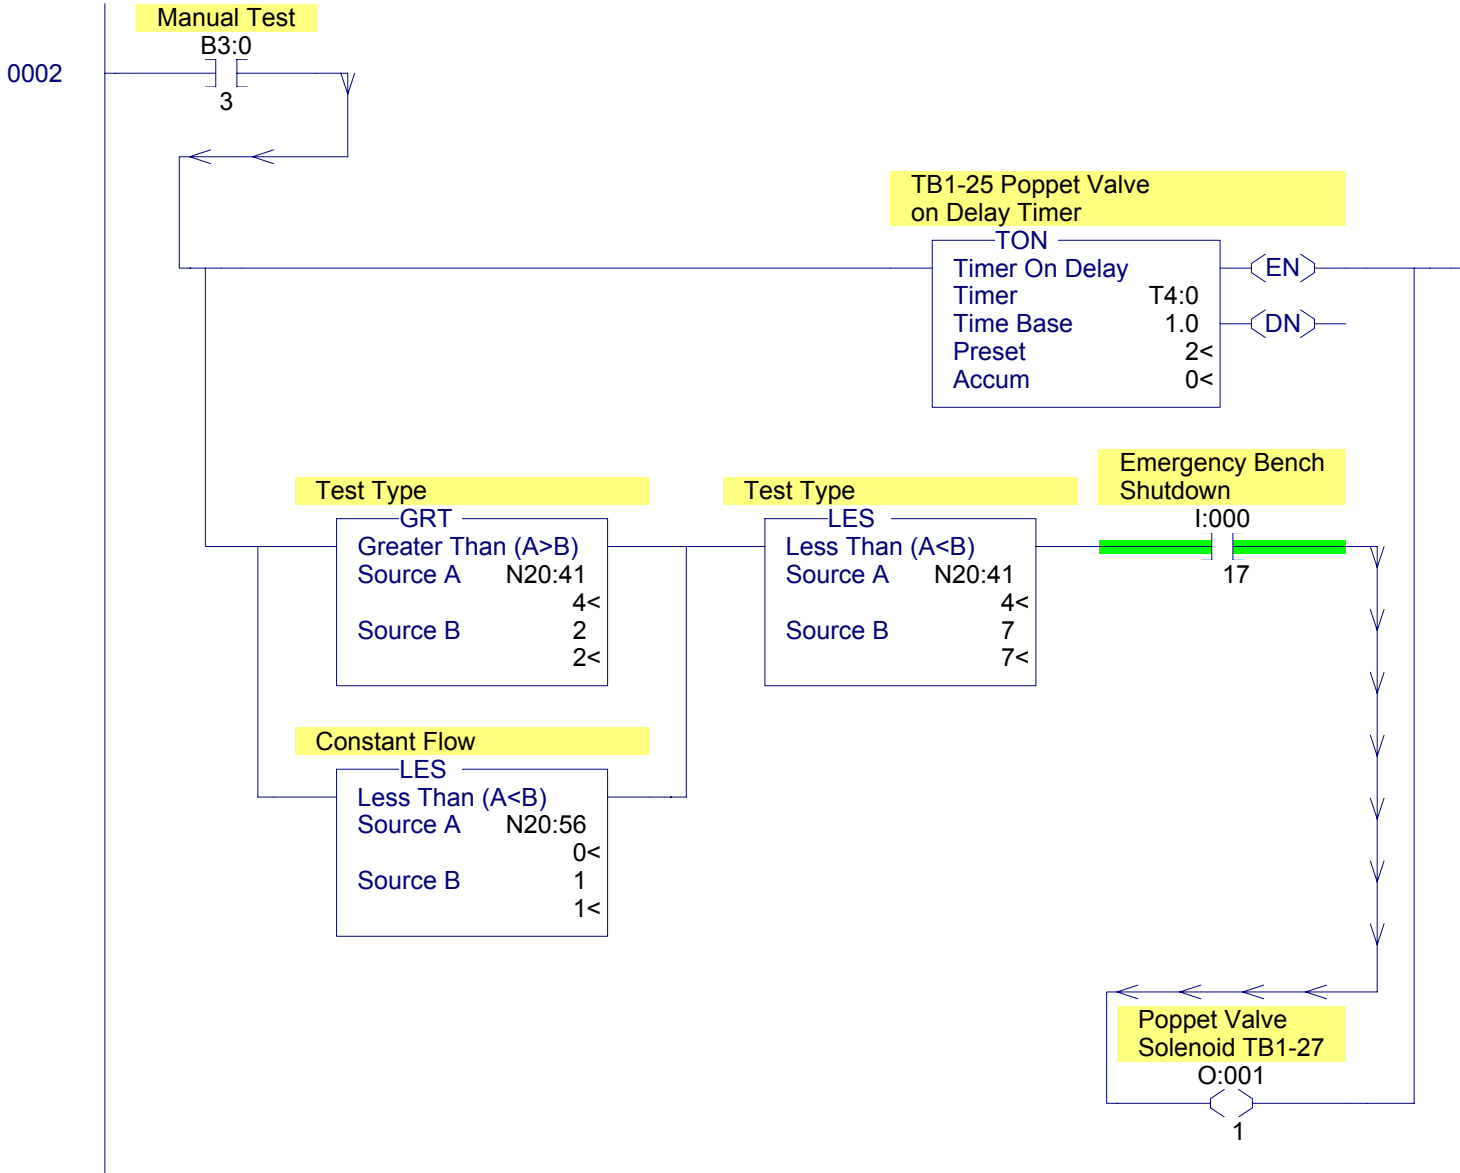 Manual Test
B3:0
0002
3
TB1-25 Poppet Valve
on Delay Timer
TON
Timer On Delay
Timer T4:0
Time Base 1.0
Preset 2<
Accum 0<
EN
DN
Test Type
GRT
Greater Than (A>B)
Source A N20:41
4<
Source B 2
2<
Test Type
LES
Less Than (A<B)
Source A N20:41
4<
Source B 7
7<
Emergency Bench
Shutdown
I:000
17
Constant Flow
LES
Less Than (A<B)
Source A N20:56
0<
Source B 1
1<
Poppet Valve
Solenoid TB1-27
O:001
1